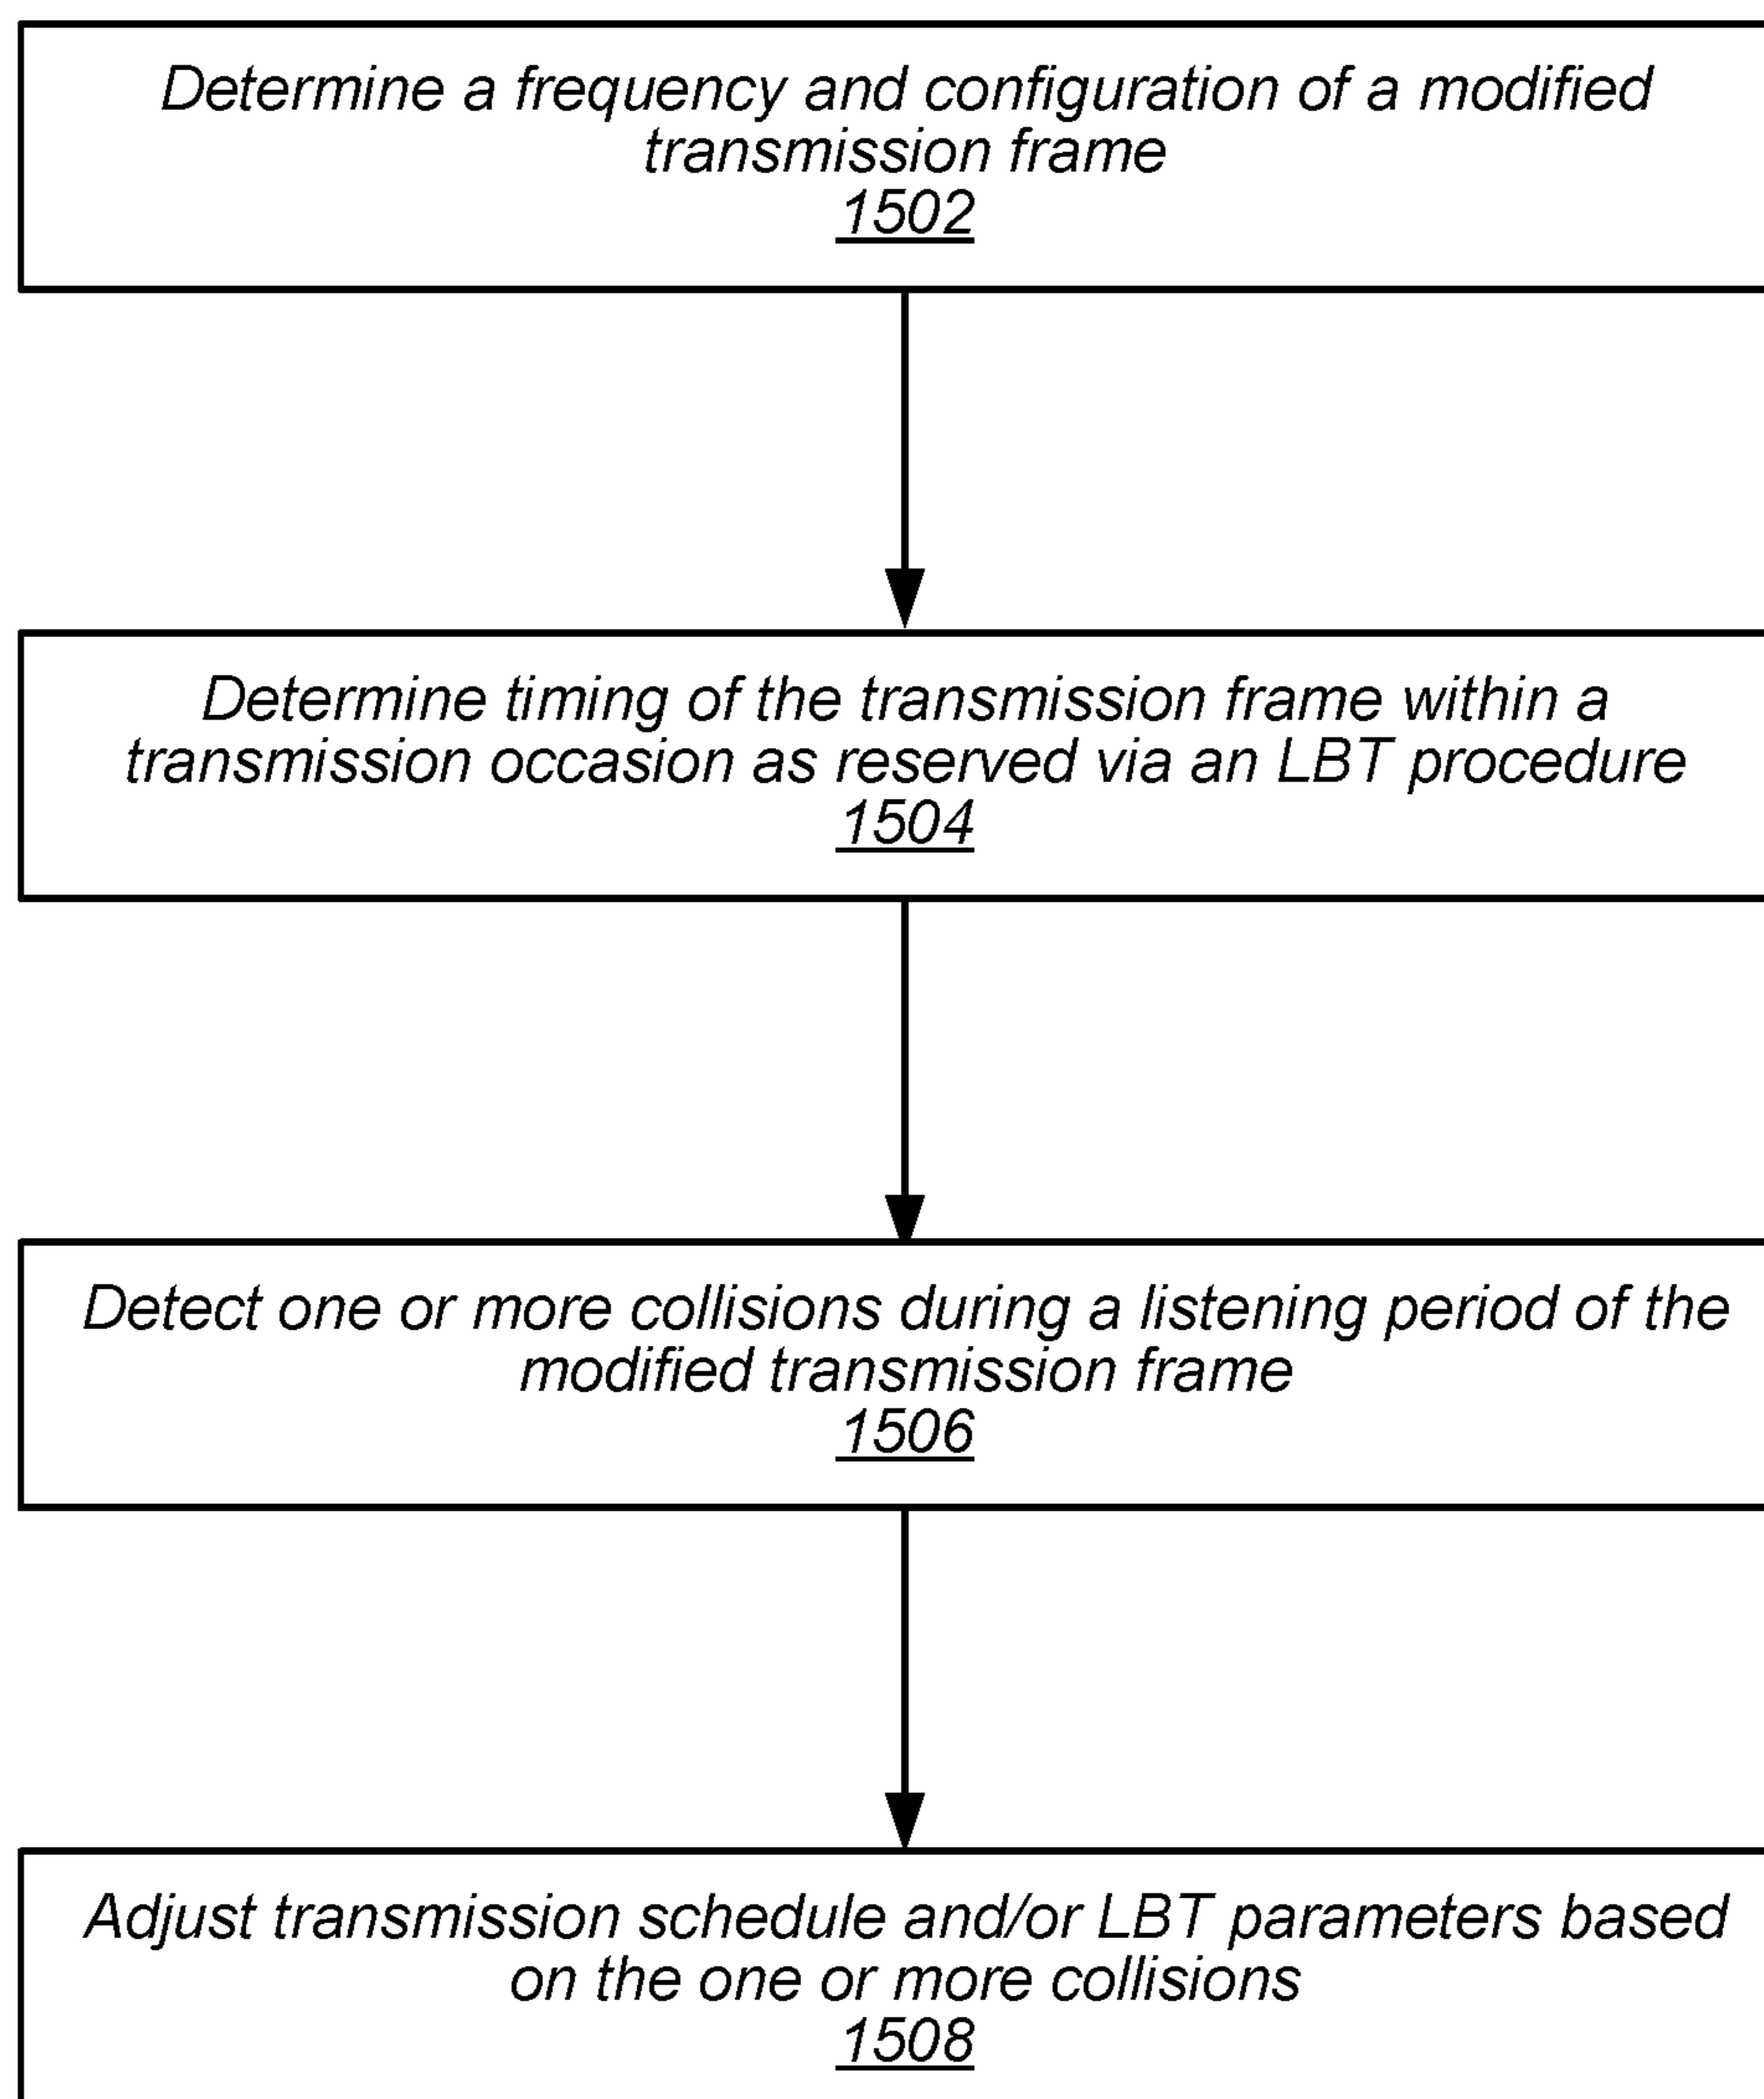 Determine a frequency and configuration of a modified
transmission frame
1502
Determine timing of the transmission frame within a
transmission occasion as reserved via an LBT procedure
1504
Detect one or more collisions during a listening period of the
modified transmission frame
1506
Adjust transmission schedule and/or LBT parameters based
on the one or more collisions
1508